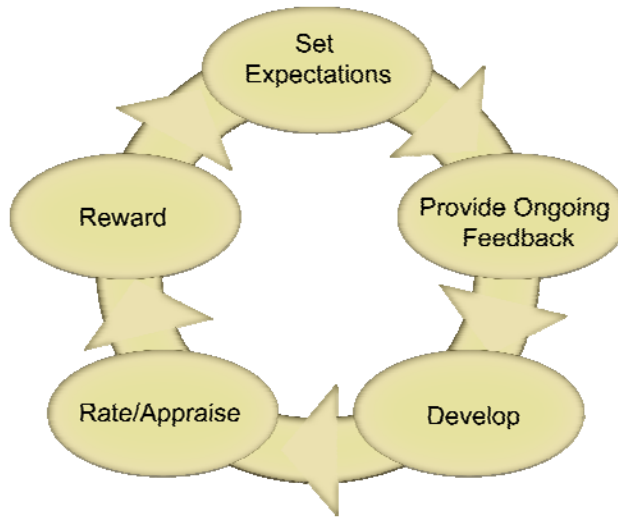 Set
Expectations
Provide Ongoing
Feedback
Develop
Rate/Appraise
Reward